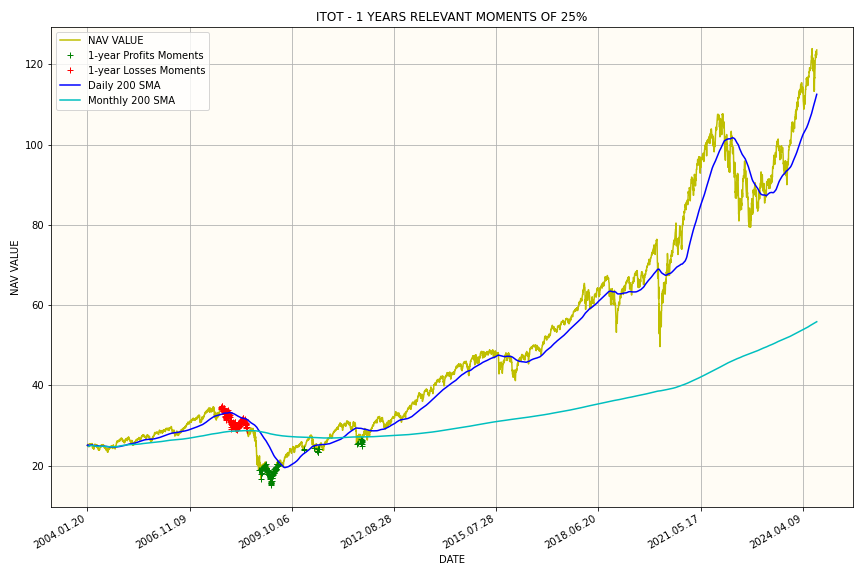 ITOT - 1 YEARS RELEVANT MOMENTS OF 25%
NAV VALUE
1-year Profits Moments
1-year Losses Moments
Daily 200 SMA
Monthly 200 SMA
120
100
80
60
40
20
NAV VALUE
2004.01.20
2006.11.09
2009.10.06
2012.08.28
2015.07.28
2018.06.20
2021.05.17
2024.04.09
DATE